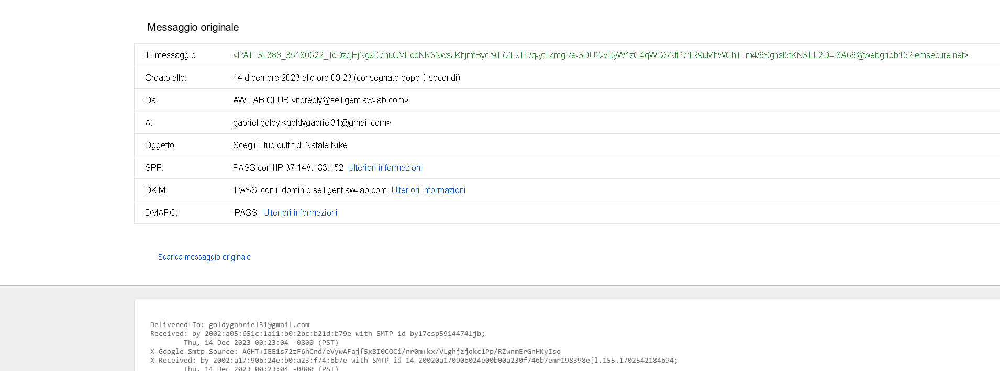 Messaggio originale
ID messaggio <PATT3L388_35180522_TcQzcjHjNgxG7nuQVFcbNK3NwsJKhjmtBycr9T7ZFxTF/q-ytTZmgRe-3OUX-vQyW1zG4qWGSNtP71R9uMhWGhTTm4/6Sgnsl5tKN3lLL2Q=.8A66@webgridb152.emsecure.net>
Creato alle: 14 dicembre 2023 alle ore 09:23 (consegnato dopo 0 secondi)
Da: AW LAB CLUB <noreply@selligent.aw-lab.com>
A: gabriel goldy <goldygabriel31@gmail.com>
Oggetto: Scegli il tuo outfit di Natale Nike
SPF: PASS con l'IP 37.148.183.152 Ulteriori informazioni
DKIM: 'PASS' con il dominio selligent.aw-lab.com Ulteriori informazioni
DMARC: 'PASS' Ulteriori informazioni
Scarica messaggio originale
Delivered-To: goldygabriel31@gmail.com
Received: by 2002:a05:651c:1a11:b0:2bc:b21d:b79e with SMTP id by17csp5914474ljb;
Thu, 14 Dec 2023 00:23:04 -0800 (PST)
X-Google-Smtp-Source: AGHT+IEE1s72zF6hCnd/eVywAFajf5x8I0COCi/nr0m+kx/VLghjzjqkc1Pp/RZwnmErGnHKyIso
X-Received: by 2002:a17:906:24e:b0:a23:f74:6b7e with SMTP id 14-20020a170906024e00b00a230f746b7emr198398ejl.155.1702542184694;
Thu, 14 Dec 2023 00:23:04 -0800 (PST)